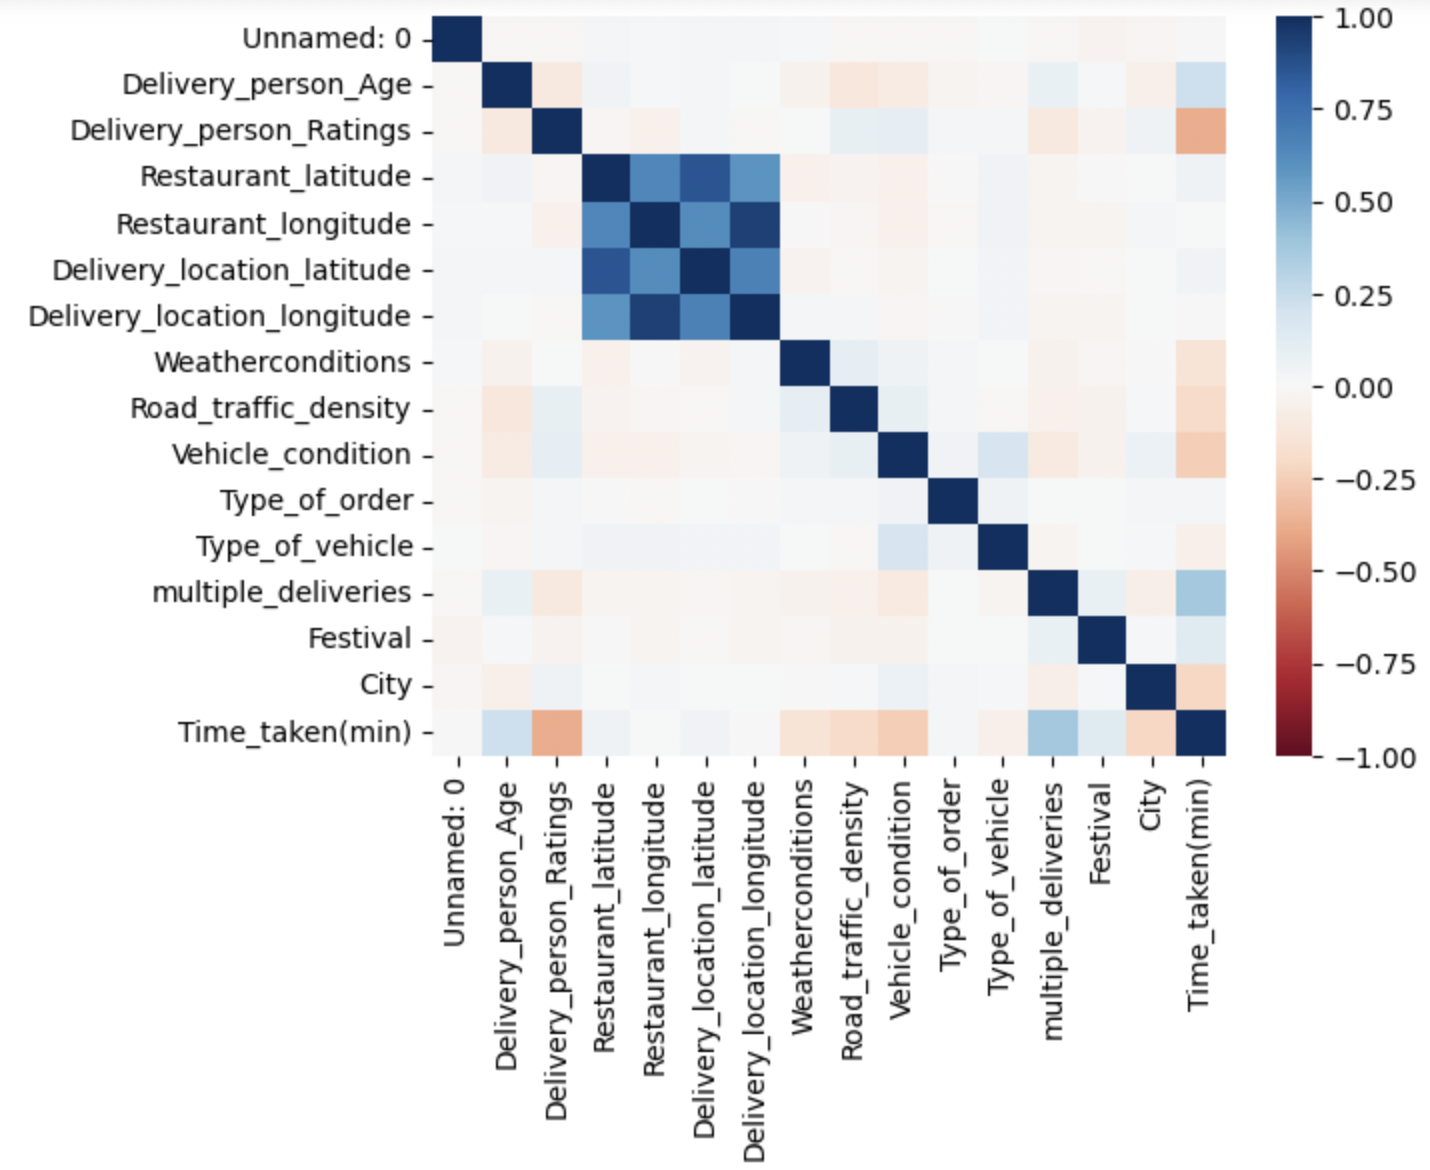 Unnamed: 0
Delivery_person_Age
Delivery_person_Ratings
Restaurant_latitude
Restaurant_longitude
Delivery_location_latitude
Delivery_location_longitude
Weatherconditions
Road_traffic_density
Vehicle_condition
Type_of_order
Type_of_vehicle
multiple_deliveries
Festival
City
Time_taken(min)
Unnamed: 0
Delivery_person_Age
Delivery_person_Ratings
Restaurant_latitude
Restaurant_longitude
Delivery_location_latitude
Delivery_location_longitude
Weatherconditions
Road_traffic_density
Vehicle_condition
Type_of_order
Type_of_vehicle
multiple_deliveries
Festival
City
Time_taken(min)
1.00
0.75
0.50
0.25
0.00
−0.25
−0.50
−0.75
−1.00